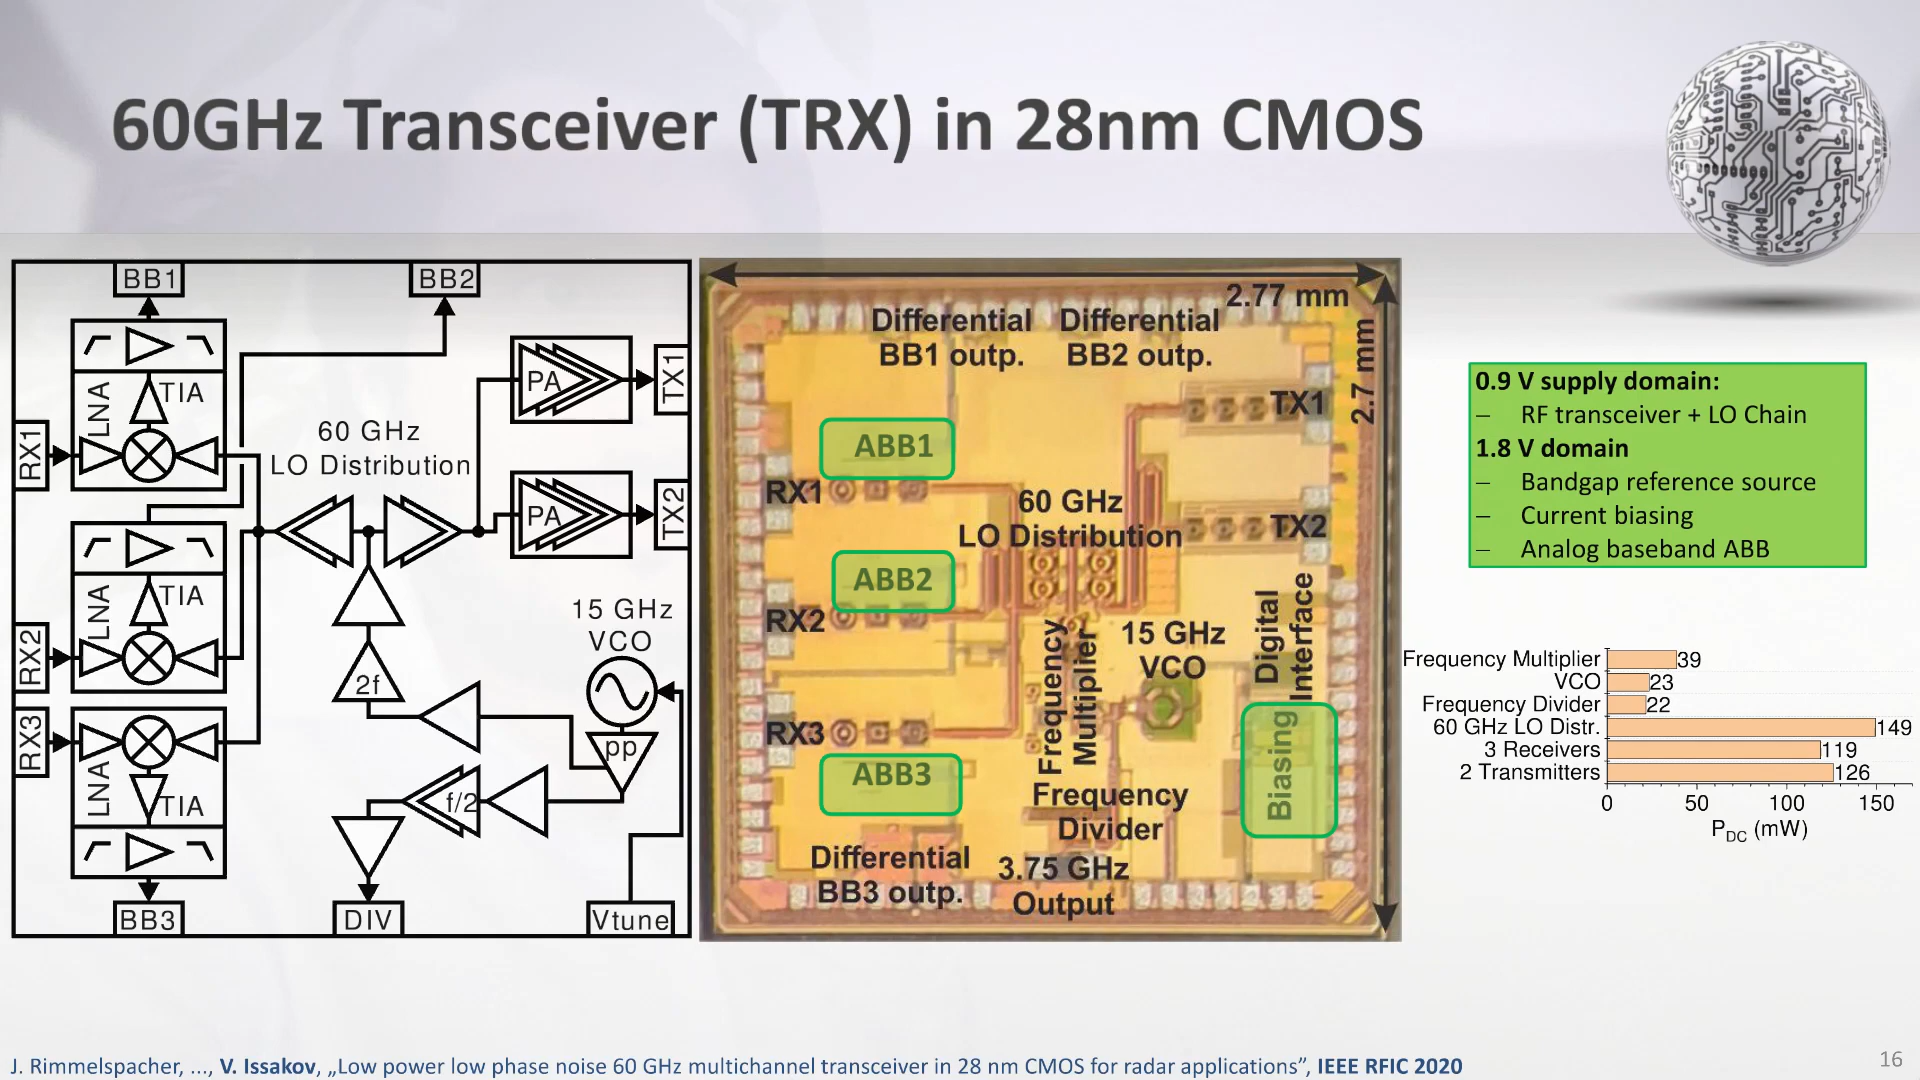 60GHz Transceiver (TRX) in 28nm CMOS
BB1
BB2
LNA
TIA
RX1
60 GHz
LO Distribution
PA
TX1
PA
TX2
LNA
TIA
RX2
2f
15 GHz
VCO
pp
RX3
LNA
TIA
f/2
BB3
DIV
Vtune
2.77 mm
2.7 mm
Differential
BB1 outp.
Differential
BB2 outp.
TX1
ABB1
RX1
60 GHz
LO Distribution
TX2
ABB2
RX2
Frequency
Multiplier
15 GHz
VCO
Digital
Interface
RX3
ABB3
Biasing
Frequency
Divider
Differential
BB3 outp.
3.75 GHz
Output
0.9 V supply domain:
– RF transceiver + LO Chain
1.8 V domain
– Bandgap reference source
– Current biasing
– Analog baseband ABB
Frequency Multiplier 39
VCO 23
Frequency Divider 22
60 GHz LO Distr. 149
3 Receivers 119
2 Transmitters 126
0 50 100 150
PDC (mW)
J. Rimmelspacher, ..., V. Issakov, „Low power low phase noise 60 GHz multichannel transceiver in 28 nm CMOS for radar applications”, IEEE RFIC 2020
16